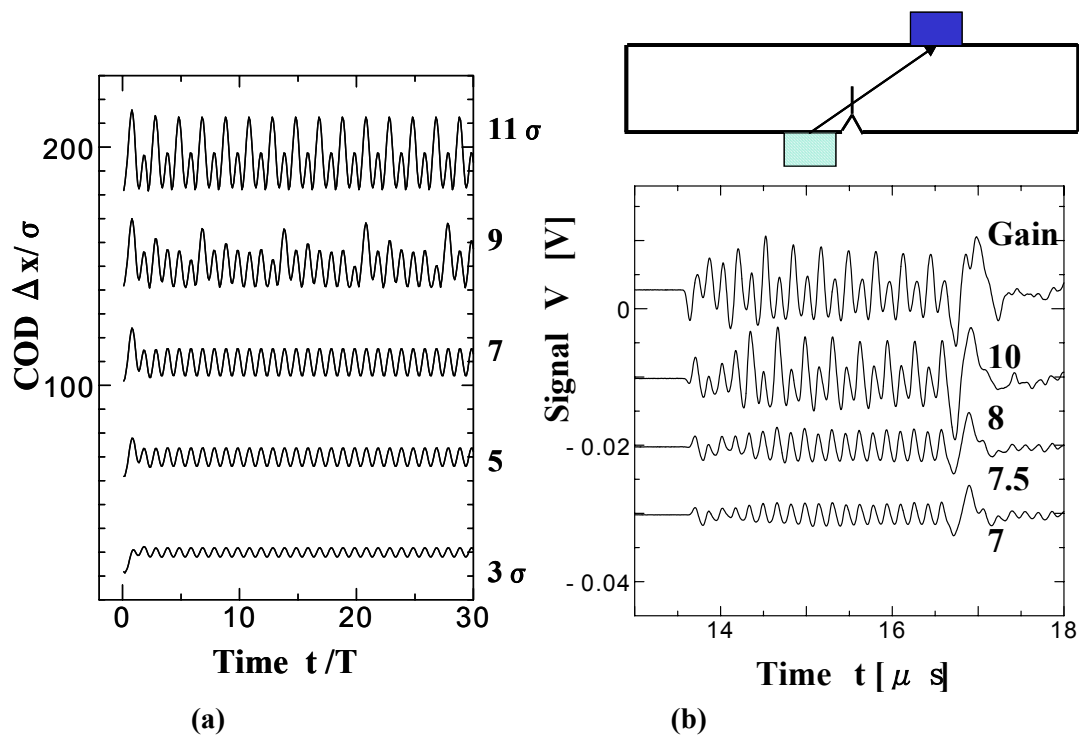 11 σ
200
9
COD Δx/σ
7
100
5
3 σ
0
10
20
30
Time t/T
(a)
Gain
0
Signal V [V]
10
8
- 0.02
7.5
7
- 0.04
14
16
18
Time t [μ s]
(b)